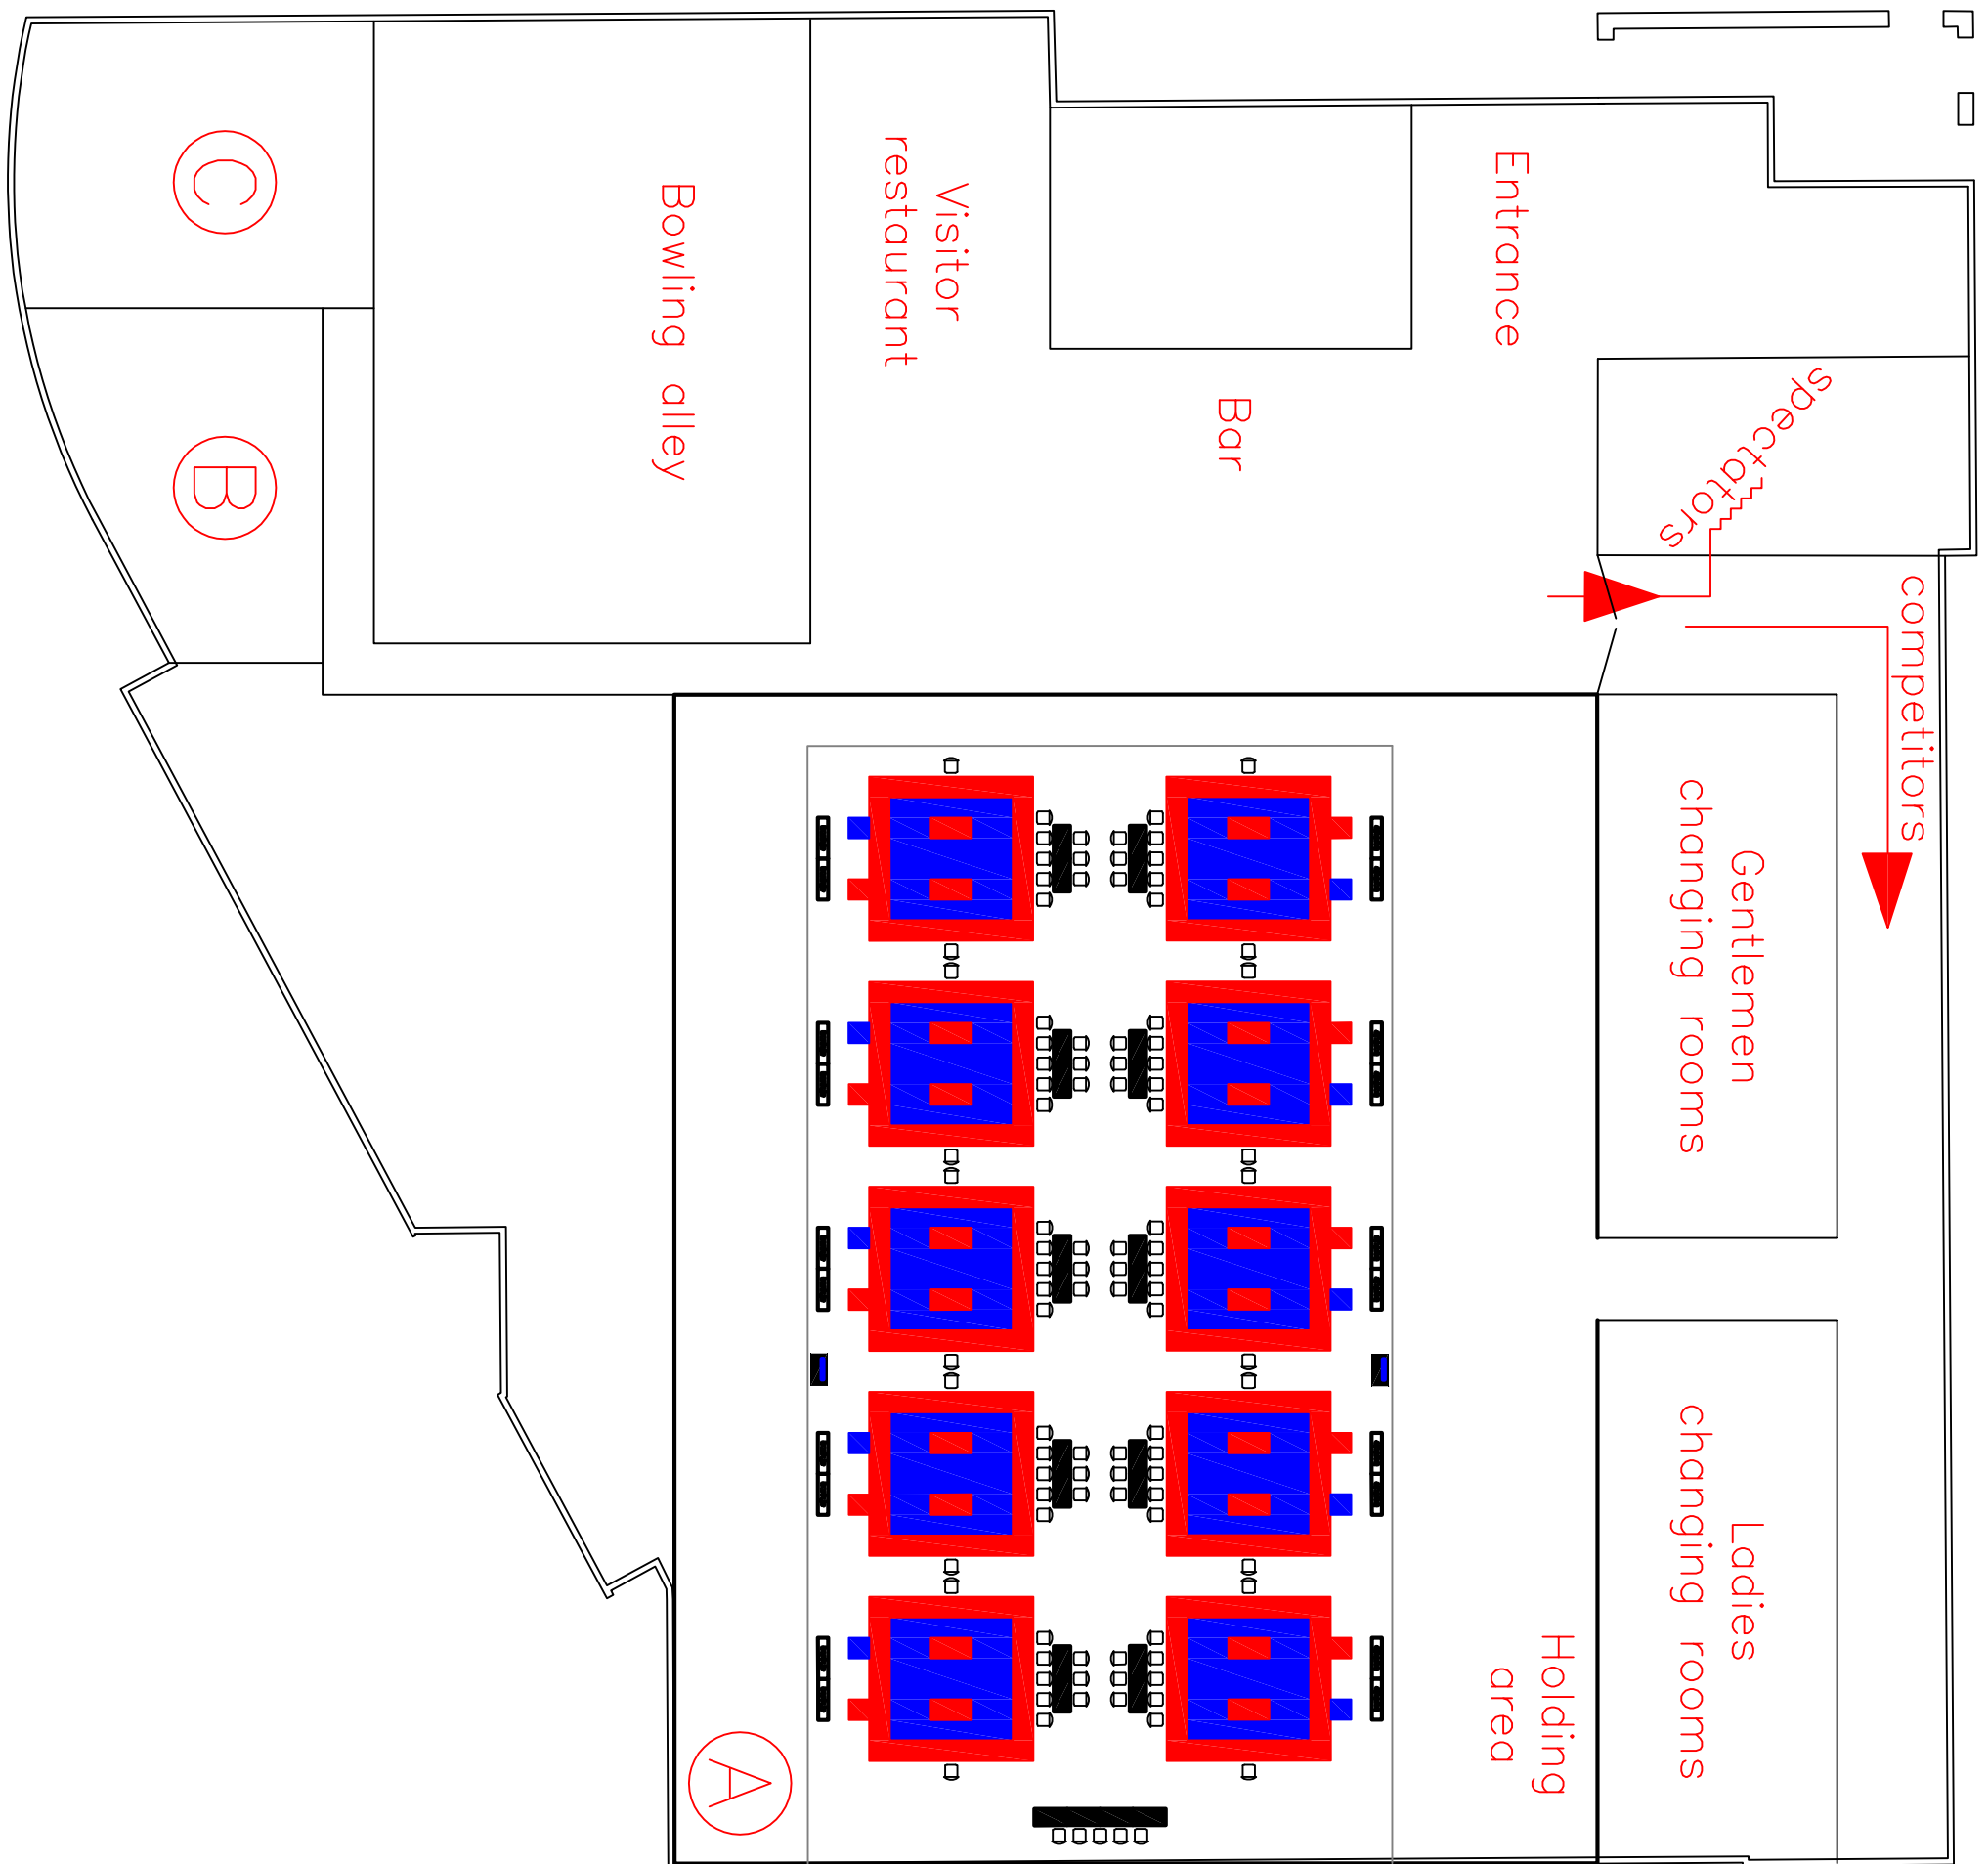 Entrance
spectators
competitors
Bar
Visitor
restaurant
Bowling alley
C
B
Gentlemen
changing rooms
Ladies
changing rooms
Holding
area
A